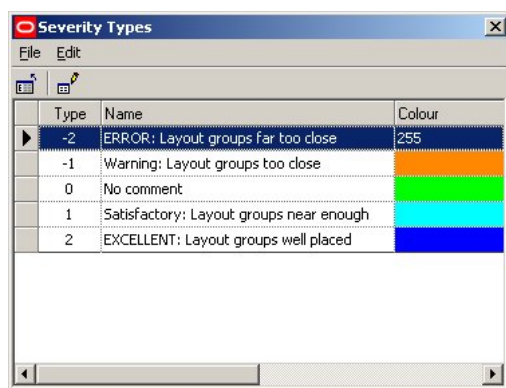 Severity Types
File Edit
Type Name Colour
-2 ERROR: Layout groups far too close 255
-1 Warning: Layout groups too close
0 No comment
1 Satisfactory: Layout groups near enough
2 EXCELLENT: Layout groups well placed